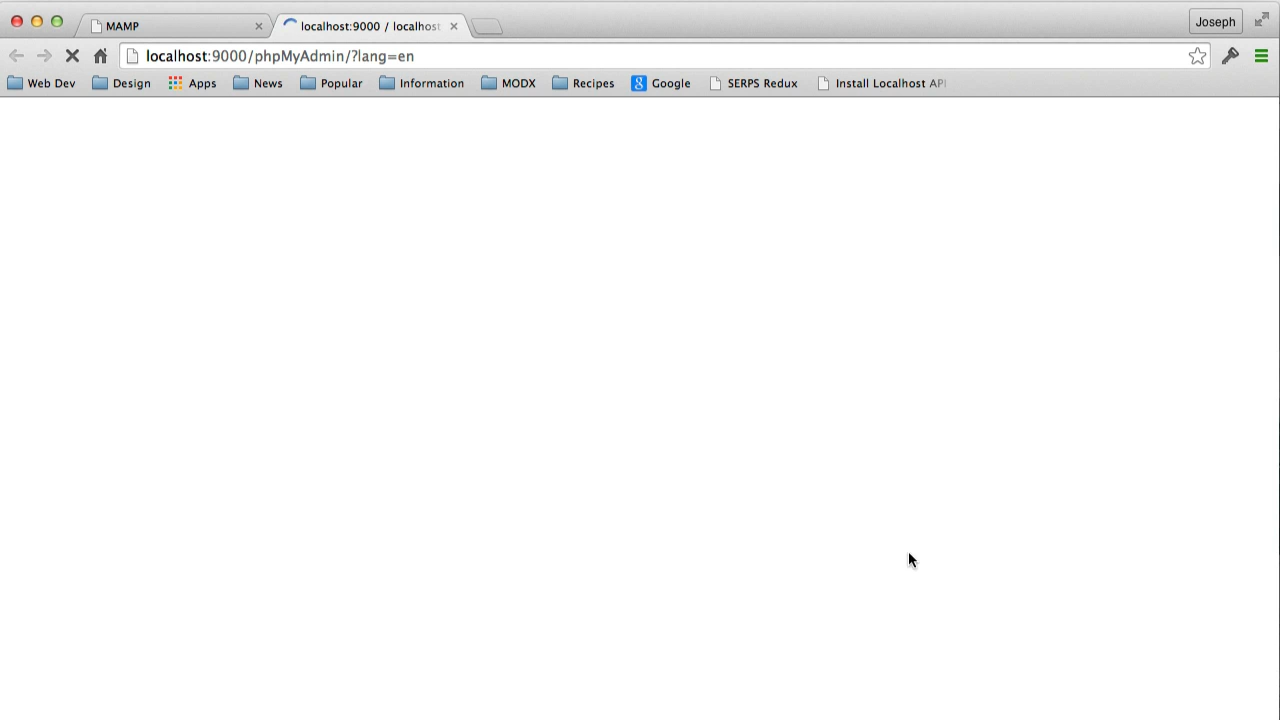 MAMP
localhost:9000 / localhost
Joseph
localhost:9000/phpMyAdmin/?lang=en
Web Dev Design Apps News Popular Information MODX Recipes Google SERPS Redux Install Localhost API